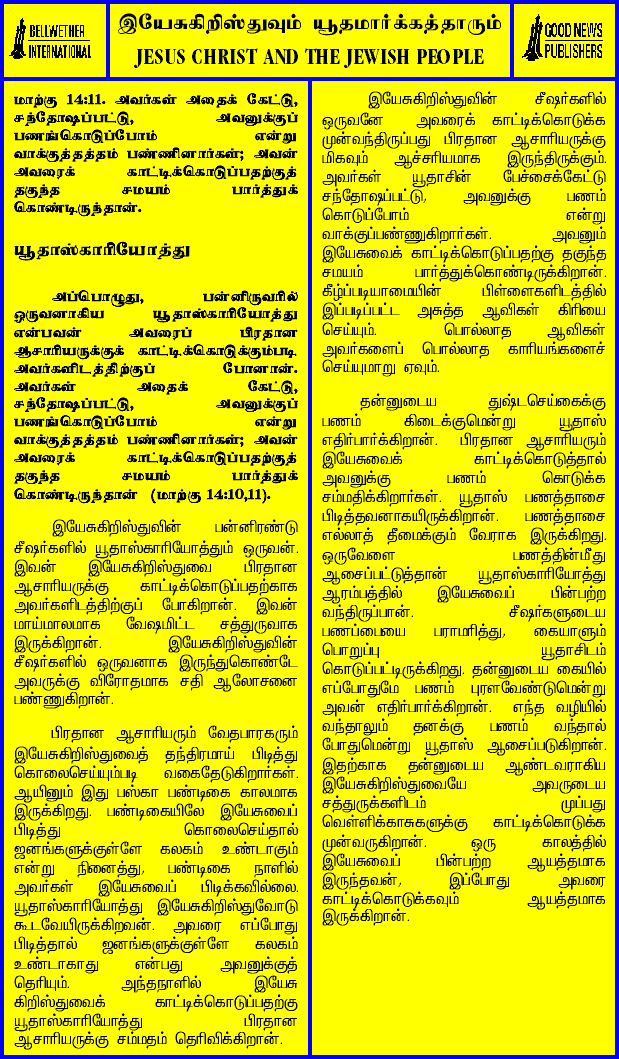 BELLWETHER
INTERNATIONAL
இயேசுகிறிஸ்துவும் யூதமார்க்கத்தாரும்
JESUS CHRIST AND THE JEWISH PEOPLE
GOOD NEWS
PUBLISHERS
மாற்கு 14:11. அவர்கள் அதைக் கேட்டு,
சந்தோஷப்பட்டு, அவனுக்குப்
பணங்கொடுப்போம் என்று
வாக்குத்தத்தம் பண்ணினார்கள்; அவன்
அவரைக் காட்டிக்கொடுப்பதற்குத்
தகுந்த சமயம் பார்த்துக்
கொண்டிருந்தான்.
யூதாஸ்காரியோத்து
அப்பொழுது, பன்னிருவரில்
ஒருவனாகிய யூதாஸ்காரியோத்து
என்பவன் அவரைப் பிரதான
ஆசாரியருக்குக் காட்டிக்கொடுக்கும்படி
அவர்களிடத்திற்குப் போனான்.
அவர்கள் அதைக் கேட்டு,
சந்தோஷப்பட்டு, அவனுக்குப்
பணங்கொடுப்போம் என்று
வாக்குத்தத்தம் பண்ணினார்கள்; அவன்
அவரைக் காட்டிக்கொடுப்பதற்குத்
தகுந்த சமயம் பார்த்துக்
கொண்டிருந்தான் (மாற்கு 14:10,11).
இயேசுகிறிஸ்துவின் பன்னிரண்டு
சீஷர்களில் யூதாஸ்காரியோத்தும் ஒருவன்.
இவன் இயேசுகிறிஸ்துவை பிரதான
ஆசாரியருக்கு காட்டிக்கொடுப்பதற்காக
அவர்களிடத்திற்குப் போகிறான். இவன்
மாய்மாலமாக வேஷமிட்ட சத்துருவாக
இருக்கிறான். இயேசுகிறிஸ்துவின்
சீஷர்களில் ஒருவனாக இருந்துகொண்டே
அவருக்கு விரோதமாக சதி ஆலோசனை
பண்ணுகிறான்.
பிரதான ஆசாரியரும் வேதபாரகரும்
இயேசுகிறிஸ்துவைத் தந்திரமாய் பிடித்து
கொலைசெய்யும்படி வகைதேடுகிறார்கள்.
ஆயினும் இது பஸ்கா பண்டிகை காலமாக
இருக்கிறது. பண்டிகையிலே இயேசுவைப்
பிடித்து கொலைசெய்தால்
ஜனங்களுக்குள்ளே கலகம் உண்டாகும்
என்று நினைத்து, பண்டிகை நாளில்
அவர்கள் இயேசுவைப் பிடிக்கவில்லை.
யூதாஸ்காரியோத்து இயேசுகிறிஸ்துவோடு
கூடவேயிருக்கிறவன். அவரை எப்போது
பிடித்தால் ஜனங்களுக்குள்ளே கலகம்
உண்டாகாது என்பது அவனுக்குத்
தெரியும். அந்தநாளில் இயேசு
கிறிஸ்துவைக் காட்டிக்கொடுப்பதற்கு
யூதாஸ்காரியோத்து பிரதான
ஆசாரியருக்கு சம்மதம் தெரிவிக்கிறான்.
இயேசுகிறிஸ்துவின் சீஷர்களில்
ஒருவனே அவரைக் காட்டிக்கொடுக்க
முன்வந்திருப்பது பிரதான ஆசாரியருக்கு
மிகவும் ஆச்சரியமாக இருந்திருக்கும்.
அவர்கள் யூதாசின் பேச்சைக்கேட்டு
சந்தோஷப்பட்டு, அவனுக்கு பணம்
கொடுப்போம் என்று
வாக்குப்பண்ணுகிறார்கள். அவனும்
இயேசுவைக் காட்டிக்கொடுப்பதற்கு தகுந்த
சமயம் பார்த்துக்கொண்டிருக்கிறான்.
கீழ்ப்படியாமையின் பிள்ளைகளிடத்தில்
இப்படிப்பட்ட அசுத்த ஆவிகள் கிரியை
செய்யும். பொல்லாத ஆவிகள்
அவர்களைப் பொல்லாத காரியங்களைச்
செய்யுமாறு ஏவும்.
தன்னுடைய துஷ்டசெய்கைக்கு
பணம் கிடைக்குமென்று யூதாஸ்
எதிர்பார்க்கிறான். பிரதான ஆசாரியரும்
இயேசுவைக் காட்டிக்கொடுத்தால்
அவனுக்கு பணம் கொடுக்க
சம்மதிக்கிறார்கள். யூதாஸ் பணத்தாசை
பிடித்தவனாகயிருக்கிறான். பணத்தாசை
எல்லாத் தீமைக்கும் வேராக இருக்கிறது.
ஒருவேளை பணத்தின்மீது
ஆசைப்பட்டுத்தான் யூதாஸ்காரியோத்து
ஆரம்பத்தில் இயேசுவைப் பின்பற்ற
வந்திருப்பான். சீஷர்களுடைய
பணப்பையை பராமரித்து, கையாளும்
பொறுப்பு யூதாசிடம்
கொடுப்பட்டிருக்கிறது. தன்னுடைய கையில்
எப்போதுமே பணம் புரளவேண்டுமென்று
அவன் எதிர்பார்க்கிறான். எந்த வழியில்
வந்தாலும் தனக்கு பணம் வந்தால்
போதுமென்று யூதாஸ் ஆசைப்படுகிறான்.
இதற்காக தன்னுடைய ஆண்டவராகிய
இயேசுகிறிஸ்துவையே அவருடைய
சத்துருக்களிடம் முப்பது
வெள்ளிக்காசுகளுக்கு காட்டிக்கொடுக்க
முன்வருகிறான். ஒரு காலத்தில்
இயேசுவைப் பின்பற்ற ஆயத்தமாக
இருந்தவன், இப்போது அவரை
காட்டிக்கொடுக்கவும் ஆயத்தமாக
இருக்கிறான்.